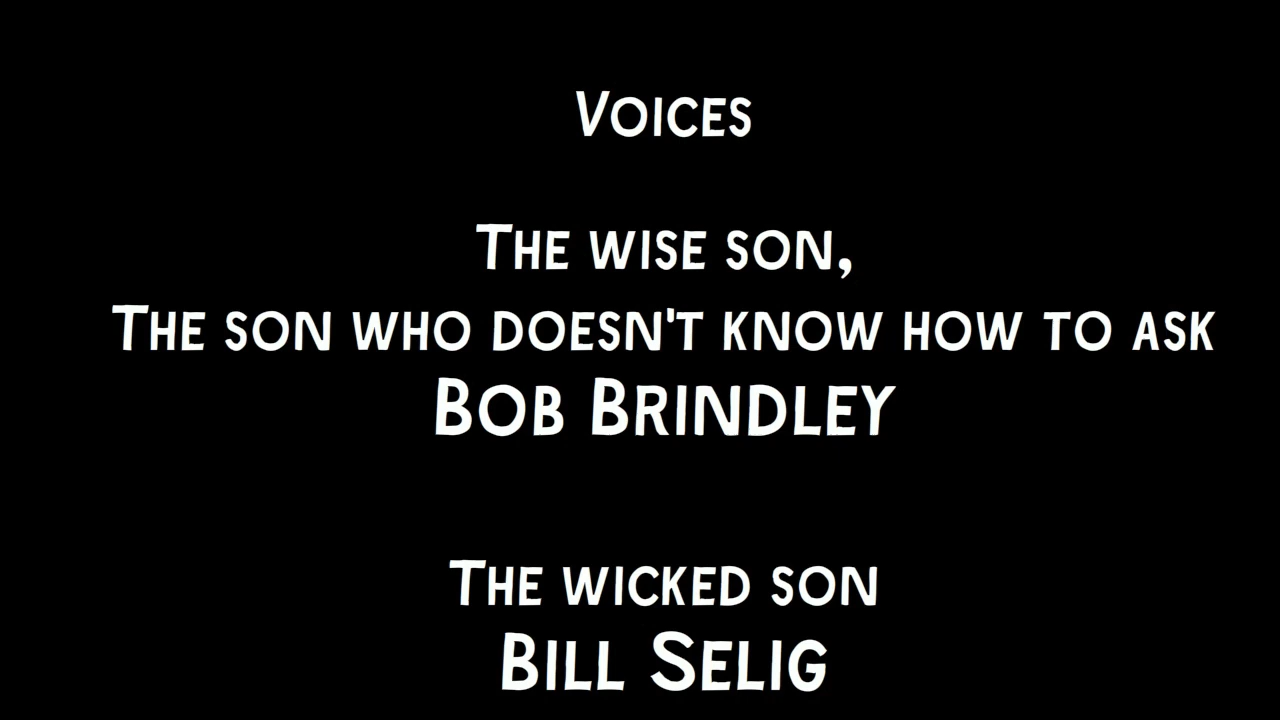 Voices
The wise son,
The son who doesn't know how to ask
Bob Brindley
The wicked son
Bill Selig